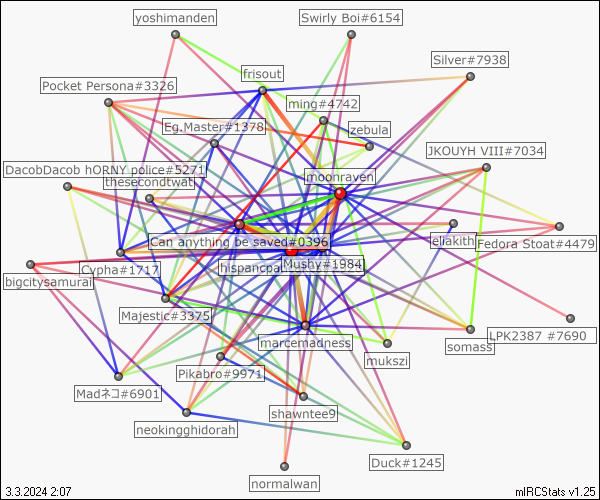 yoshimanden
Swirly Boi#6154
Silver#7938
frisout
Pocket Persona#3326
ming#4742
Eg.Master#1378
zebula
JKOUYH VIII#7034
DacobDacob hORNY police#5271
moonraven
thesecondtwati
Can anything be saved#0396
eliakith
Fedora Stoat#4479
Cypha#1717
hispancpa
Mushy#1984
bigcitysamurai
Majestic#3375
LPK2387 #7690
marcemadness
somass
mukszi
Pikabro#9971
Madネコ#6901
shawntee9
neokingghidorah
Duck#1245
normalwan
3.3.2024 2:07
mIRCStats v1.25